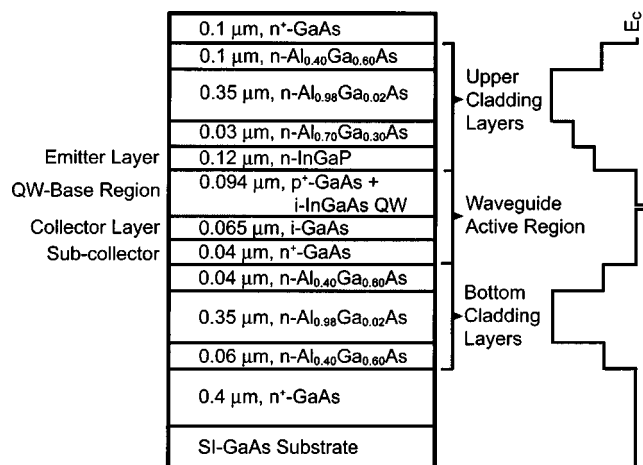 0.1 µm, n⁺-GaAs
0.1 µm, n-Al₀.₄₀Ga₀.₆₀As
0.35 µm, n-Al₀.₉₈Ga₀.₀₂As
0.03 µm, n-Al₀.₇₀Ga₀.₃₀As
Emitter Layer
0.12 µm, n-InGaP
QW-Base Region
0.094 µm, p⁺-GaAs +
i-InGaAs QW
Collector Layer
0.065 µm, i-GaAs
Sub-collector
0.04 µm, n⁺-GaAs
0.04 µm, n-Al₀.₄₀Ga₀.₆₀As
0.35 µm, n-Al₀.₉₈Ga₀.₀₂As
0.06 µm, n-Al₀.₄₀Ga₀.₆₀As
0.4 µm, n⁺-GaAs
SI-GaAs Substrate
Upper
Cladding
Layers
Waveguide
Active Region
Bottom
Cladding
Layers
E_C